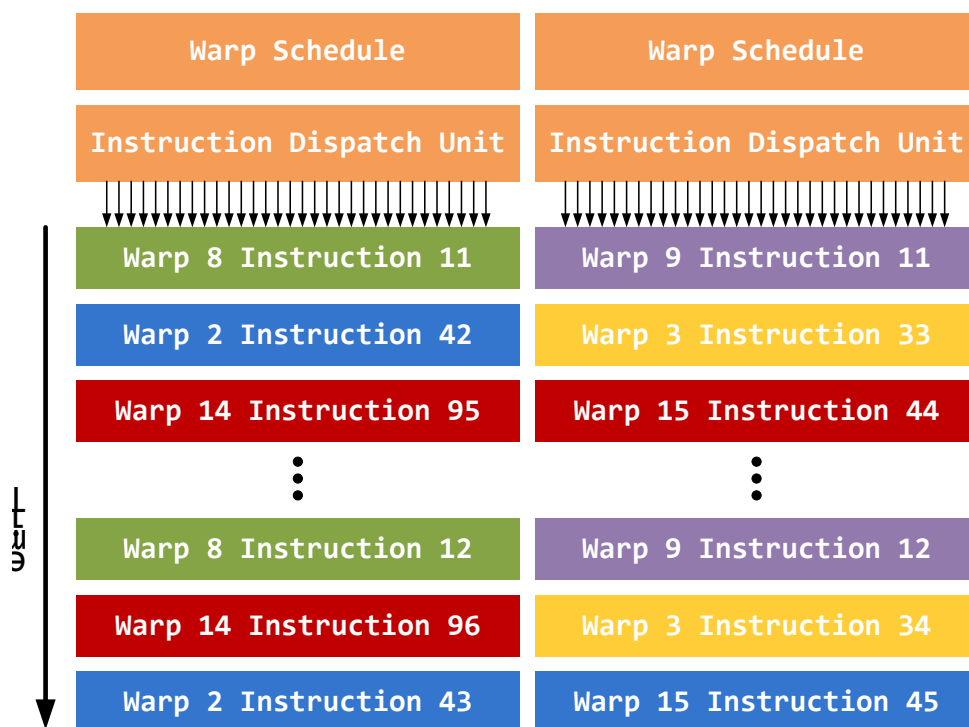 Warp Schedule
Warp Schedule
Instruction Dispatch Unit
Instruction Dispatch Unit
Warp 8 Instruction 11
Warp 9 Instruction 11
Warp 2 Instruction 42
Warp 3 Instruction 33
Warp 14 Instruction 95
Warp 15 Instruction 44
Warp 8 Instruction 12
Warp 9 Instruction 12
Warp 14 Instruction 96
Warp 3 Instruction 34
Warp 2 Instruction 43
Warp 15 Instruction 45